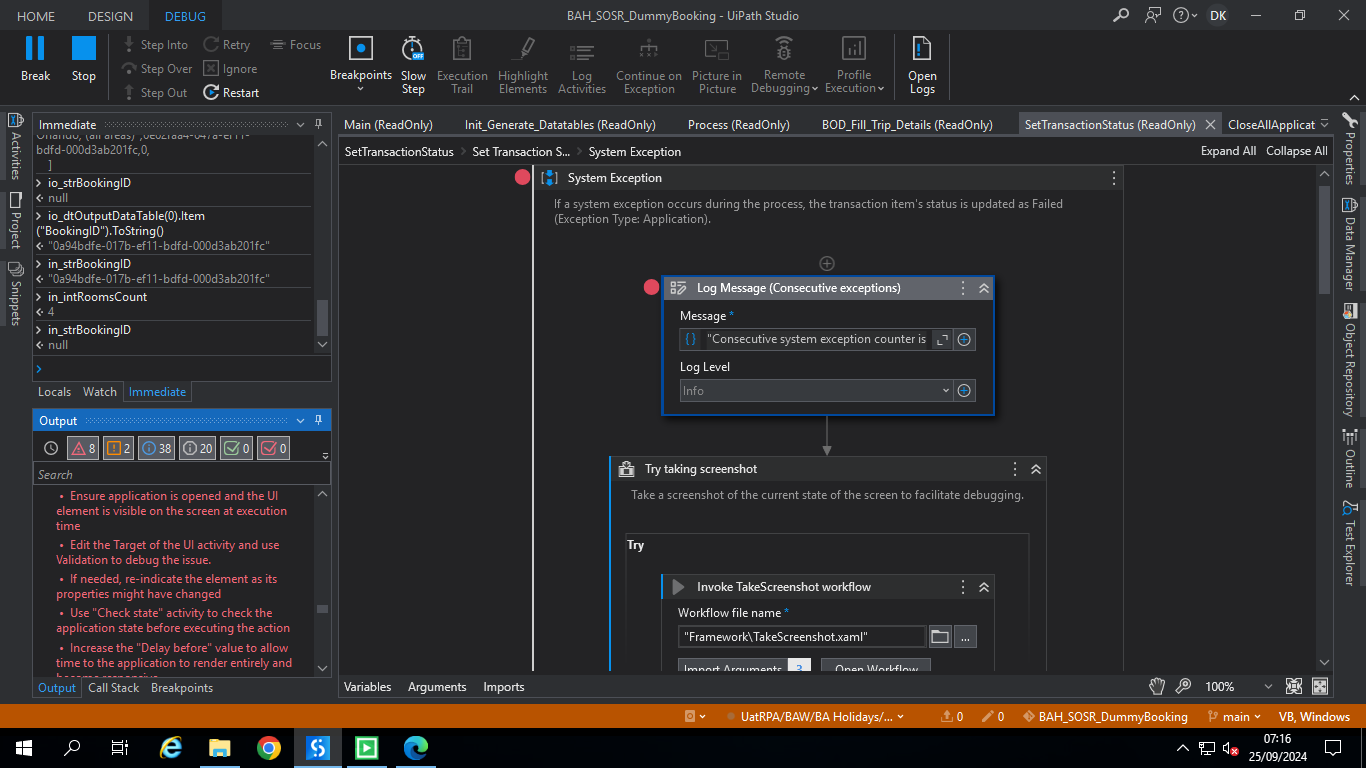 HOME DESIGN DEBUG BAH_SOSR_DummyBooking - UiPath Studio DK
Break Stop Step Into Step Over Step Out Retry Ignore Restart Focus
Breakpoints Slow Step Execution Trail Highlight Elements Log Activities Continue on Exception Picture in Picture Remote Debugging Profile Execution Open Logs
OFF
Activities
Project
Snippets
Immediate
bdfd-000d3ab201fc,0,
]
io_strBookingID
null
io_dtOutputDataTable(0).Item
("BookingID").ToString()
"0a94bdfe-017b-ef11-bdfd-000d3ab201fc"
in_strBookingID
"0a94bdfe-017b-ef11-bdfd-000d3ab201fc"
in_intRoomsCount
4
in_strBookingID
null
Locals Watch Immediate
Output
8 2 38 20 0 0
Search
• Ensure application is opened and the UI
element is visible on the screen at execution
time
• Edit the Target of the UI activity and use
Validation to debug the issue.
• If needed, re-indicate the element as its
properties might have changed
• Use "Check state" activity to check the
application state before executing the action
• Increase the "Delay before" value to allow
time to the application to render entirely and
Output Call Stack Breakpoints
Main (ReadOnly) Init_Generate_Datatables (ReadOnly) Process (ReadOnly) BOD_Fill_Trip_Details (ReadOnly) SetTransactionStatus (ReadOnly) CloseAllApplicat
SetTransactionStatus Set Transaction S... System Exception Expand All Collapse All
System Exception
If a system exception occurs during the process, the transaction item's status is updated as Failed
(Exception Type: Application).
Log Message (Consecutive exceptions)
Message *
"Consecutive system exception counter is
Log Level
Info
Try taking screenshot
Take a screenshot of the current state of the screen to facilitate debugging.
Try
Invoke TakeScreenshot workflow
Workflow file name *
"Framework\TakeScreenshot.xaml" ...
Import Arguments 3 Open Workflow
Variables Arguments Imports 100%
Properties
Data Manager
Object Repository
Outline
Test Explorer
UatRPA/BAW/BA Holidays/... 0 0 BAH_SOSR_DummyBooking main VB, Windows
07:16
25/09/2024